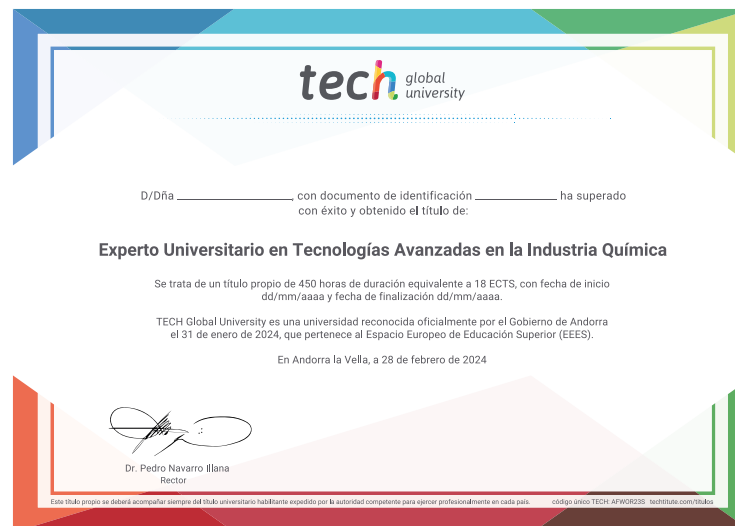 tech global university
D/Dña ____________, con documento de identificación ____________ ha superado
con éxito y obtenido el título de:
Experto Universitario en Tecnologías Avanzadas en la Industria Química
Se trata de un título propio de 450 horas de duración equivalente a 18 ECTS, con fecha de inicio
dd/mm/aaaa y fecha de finalización dd/mm/aaaa.
TECH Global University es una universidad reconocida oficialmente por el Gobierno de Andorra
el 31 de enero de 2024, que pertenece al Espacio Europeo de Educación Superior (EEES).
En Andorra la Vella, a 28 de febrero de 2024
Dr. Pedro Navarro Illana
Rector
Este título propio se deberá acompañar siempre del título universitario habilitante expedido por la autoridad competente para ejercer profesionalmente en cada país. código único TECH: AFWOR23S techtitute.com/titulos